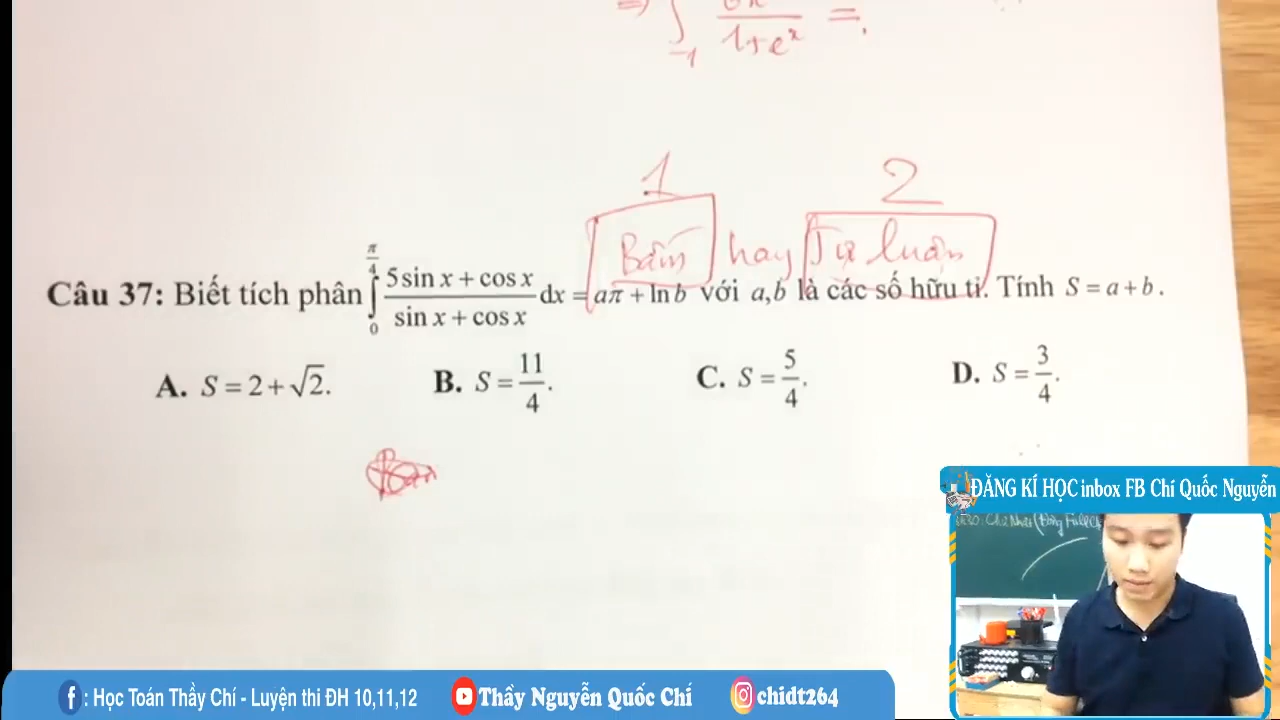 ∫ dx/(1+e^x) =
-1
1 2
Bấm hay Tự luận
Câu 37: Biết tích phân ∫_0^{π/4} (5sin x + cos x)/(sin x + cos x) dx = aπ + ln b với a,b là các số hữu tỉ. Tính S = a + b.
A. S = 2 + √2. B. S = 11/4. C. S = 5/4. D. S = 3/4.
ĐĂNG KÍ HỌC inbox FB Chí Quốc Nguyễn
: Học Toán Thầy Chí - Luyện thi ĐH 10,11,12 Thầy Nguyễn Quốc Chí chidt264